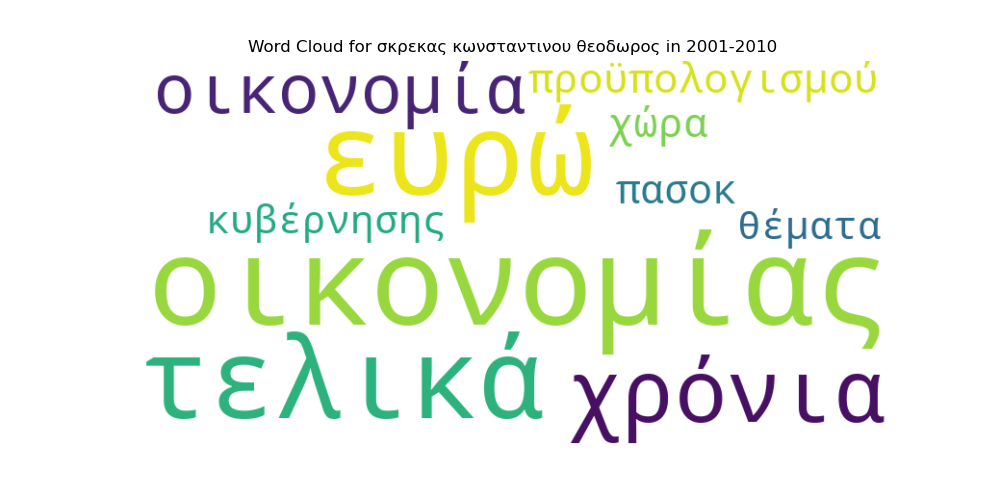 Word Cloud for σκρεκας κωνσταντινου θεοδωρος in 2001-2010
οικονομία προϋπολογισμού
χώρα
ευρώ
πασοκ
κυβέρνησης θέματα
οικονομίας
τελικά χρόνια